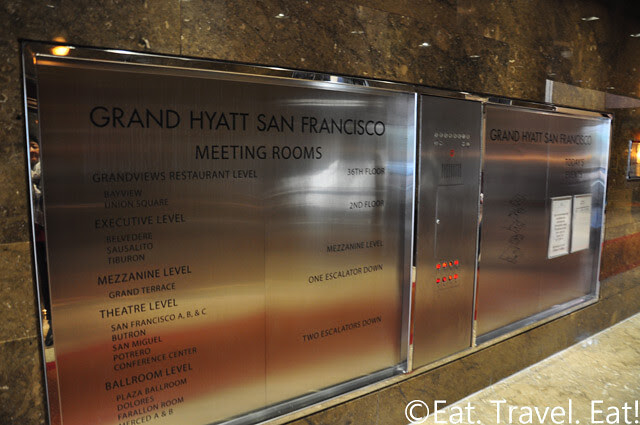 GRAND HYATT SAN FRANCISCO
MEETING ROOMS
GRANDVIEWS RESTAURANT LEVEL 36TH FLOOR
BAYVIEW
UNION SQUARE
EXECUTIVE LEVEL 2ND FLOOR
BELVEDERE
SAUSALITO
TIBURON
MEZZANINE LEVEL MEZZANINE LEVEL
GRAND TERRACE
THEATRE LEVEL ONE ESCALATOR DOWN
SAN FRANCISCO A, B, & C
BUTRON
SAN MIGUEL
POTRERO
CONFERENCE CENTER
BALLROOM LEVEL TWO ESCALATORS DOWN
PLAZA BALLROOM
DOLORES
FARALLON ROOM
MERCED A & B
GRAND HYATT SAN FRANCISCO
TODAY'S
©Eat. Travel. Eat!